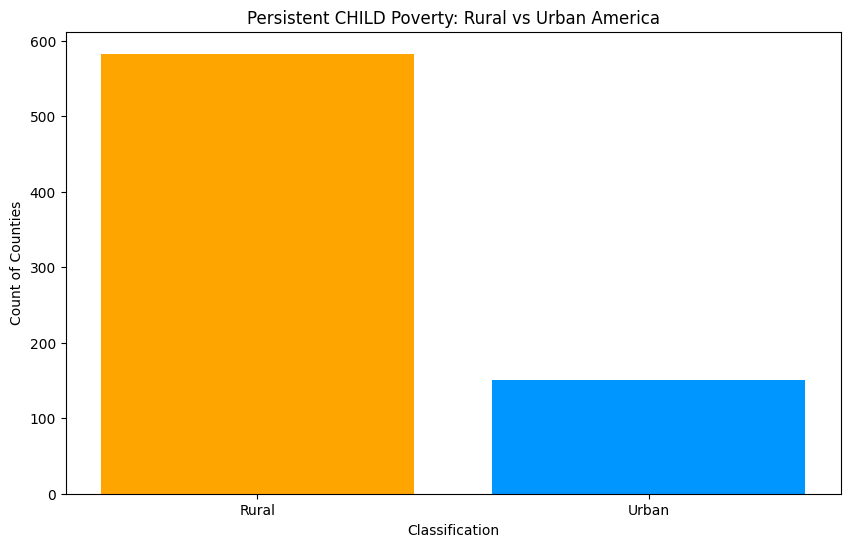 Persistent CHILD Poverty: Rural vs Urban America
600
500
400
300
200
100
0
Count of Counties
Rural
Urban
Classification